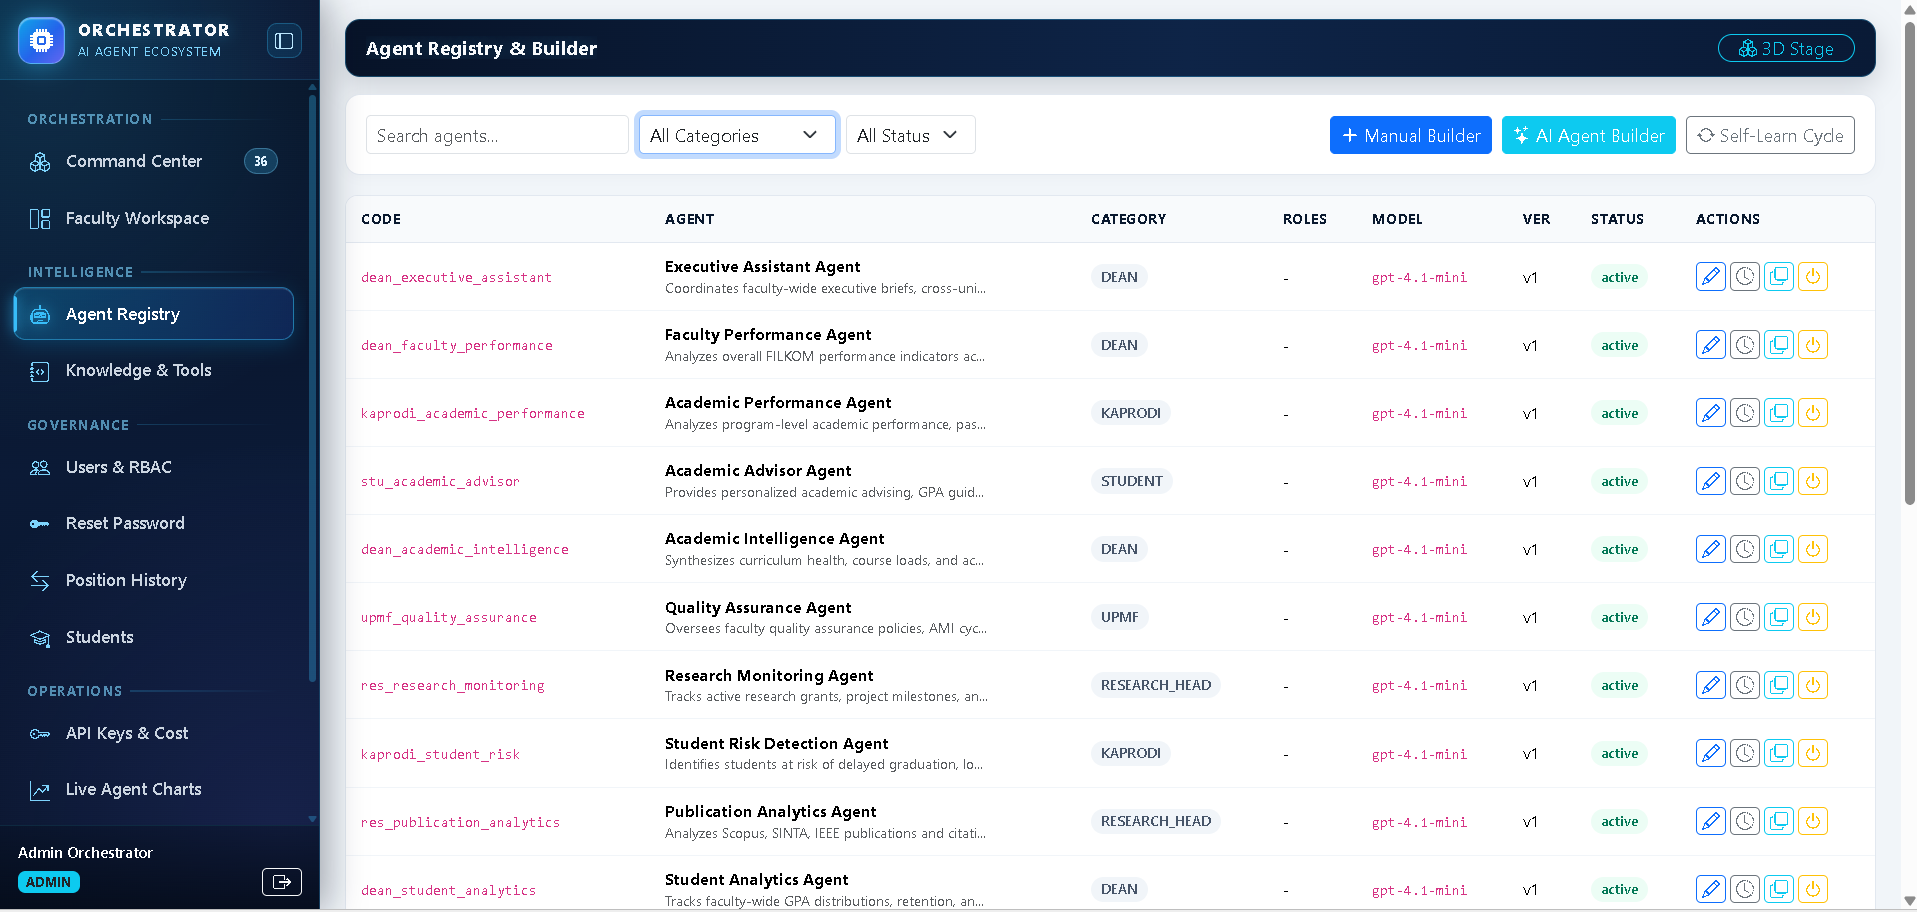 ORCHESTRATOR
AI AGENT ECOSYSTEM
ORCHESTRATION
Command Center 36
Faculty Workspace
INTELLIGENCE
Agent Registry
Knowledge & Tools
GOVERNANCE
Users & RBAC
Reset Password
Position History
Students
OPERATIONS
API Keys & Cost
Live Agent Charts
Admin Orchestrator
ADMIN
Agent Registry & Builder
3D Stage
Search agents...
All Categories
All Status
Manual Builder
AI Agent Builder
Self-Learn Cycle
CODE AGENT CATEGORY ROLES MODEL VER STATUS ACTIONS
dean_executive_assistant Executive Assistant Agent DEAN - gpt-4.1-mini v1 active
Coordinates faculty-wide executive briefs, cross-uni...
dean_faculty_performance Faculty Performance Agent DEAN - gpt-4.1-mini v1 active
Analyzes overall FILKOM performance indicators ac...
kaprodi_academic_performance Academic Performance Agent KAPRODI - gpt-4.1-mini v1 active
Analyzes program-level academic performance, pas...
stu_academic_advisor Academic Advisor Agent STUDENT - gpt-4.1-mini v1 active
Provides personalized academic advising, GPA guid...
dean_academic_intelligence Academic Intelligence Agent DEAN - gpt-4.1-mini v1 active
Synthesizes curriculum health, course loads, and ac...
upmf_quality_assurance Quality Assurance Agent UPMF - gpt-4.1-mini v1 active
Oversees faculty quality assurance policies, AMI cyc...
res_research_monitoring Research Monitoring Agent RESEARCH_HEAD - gpt-4.1-mini v1 active
Tracks active research grants, project milestones, an...
kaprodi_student_risk Student Risk Detection Agent KAPRODI - gpt-4.1-mini v1 active
Identifies students at risk of delayed graduation, lo...
res_publication_analytics Publication Analytics Agent RESEARCH_HEAD - gpt-4.1-mini v1 active
Analyzes Scopus, SINTA, IEEE publications and citati...
dean_student_analytics Student Analytics Agent DEAN - gpt-4.1-mini v1 active
Tracks faculty-wide GPA distributions, retention, an...